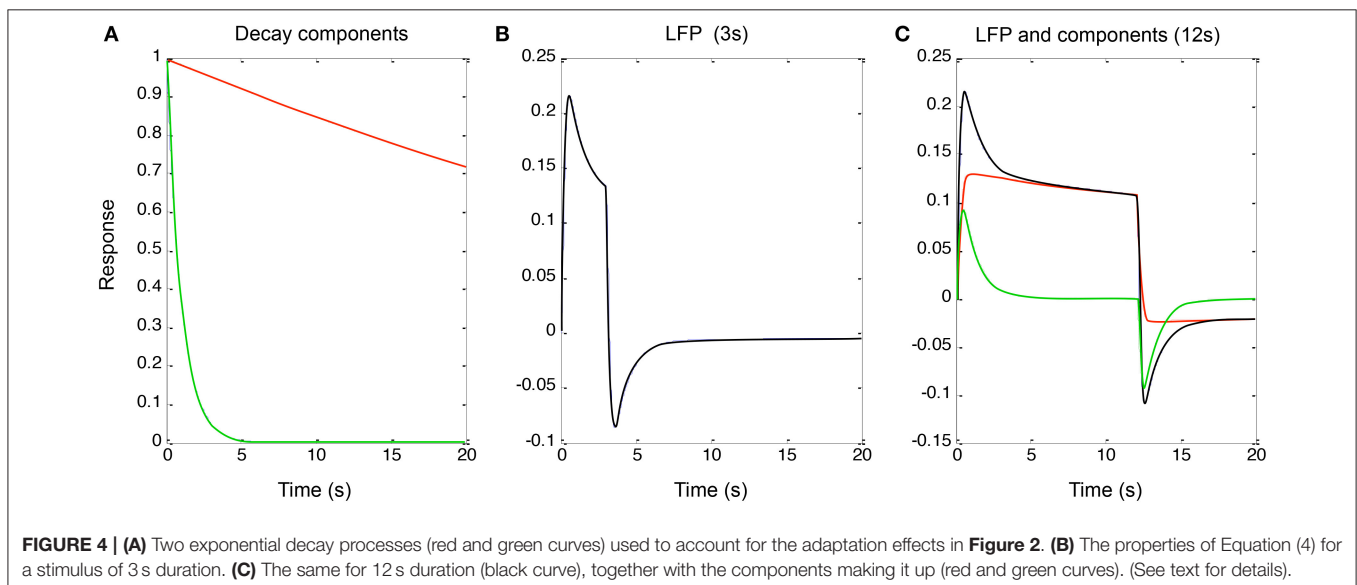 A Decay components
1
0.9
0.8
0.7
0.6
0.5
0.4
0.3
0.2
0.1
0
Response
0 5 10 15 20
Time (s)
B LFP (3s)
0.25
0.2
0.15
0.1
0.05
0
-0.05
-0.1
0 5 10 15 20
Time (s)
C LFP and components (12s)
0.25
0.2
0.15
0.1
0.05
0
-0.05
-0.1
-0.15
0 5 10 15 20
Time (s)
FIGURE 4 | (A) Two exponential decay processes (red and green curves) used to account for the adaptation effects in Figure 2. (B) The properties of Equation (4) for
a stimulus of 3 s duration. (C) The same for 12 s duration (black curve), together with the components making it up (red and green curves). (See text for details).